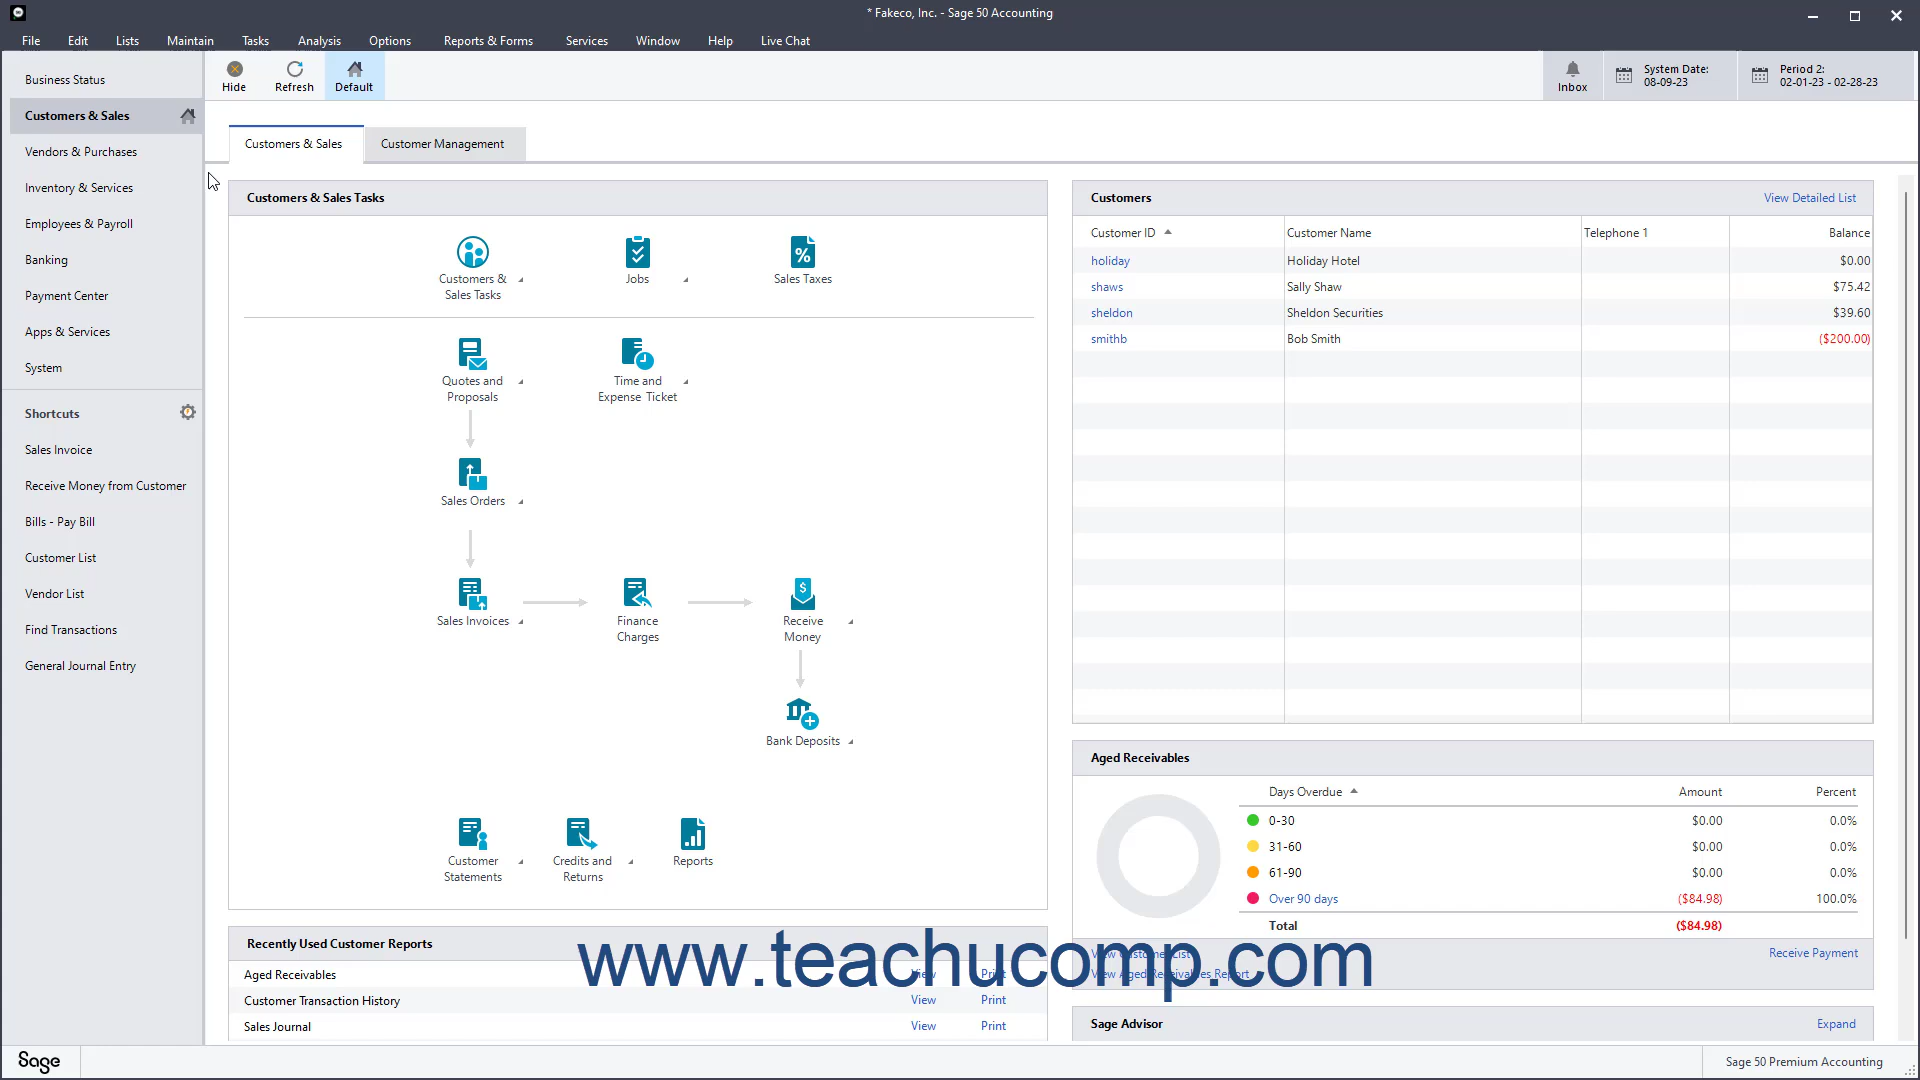 * Fakeco, Inc. - Sage 50 Accounting
File Edit Lists Maintain Tasks Analysis Options Reports & Forms Services Window Help Live Chat
Business Status
Customers & Sales
Vendors & Purchases
Inventory & Services
Employees & Payroll
Banking
Payment Center
Apps & Services
System
Shortcuts
Sales Invoice
Receive Money from Customer
Bills - Pay Bill
Customer List
Vendor List
Find Transactions
General Journal Entry
Hide Refresh Default
Inbox
System Date:
08-09-23
Period 2:
02-01-23 - 02-28-23
Customers & Sales Customer Management
Customers & Sales Tasks
Customers &
Sales Tasks
Jobs
Sales Taxes
Quotes and
Proposals
Time and
Expense Ticket
Sales Orders
Sales Invoices
Finance
Charges
Receive
Money
Bank Deposits
Customer
Statements
Credits and
Returns
Reports
Recently Used Customer Reports
Aged Receivables View Print
Customer Transaction History View Print
Sales Journal View Print
Customers View Detailed List
Customer ID Customer Name Telephone 1 Balance
holiday Holiday Hotel $0.00
shaws Sally Shaw $75.42
sheldon Sheldon Securities $39.60
smithb Bob Smith ($200.00)
Aged Receivables
Days Overdue Amount Percent
0-30 $0.00 0.0%
31-60 $0.00 0.0%
61-90 $0.00 0.0%
Over 90 days ($84.98) 100.0%
Total ($84.98)
View Customer List Receive Payment
View Aged Receivables Report
Sage Advisor Expand
www.teachucomp.com
Sage
Sage 50 Premium Accounting